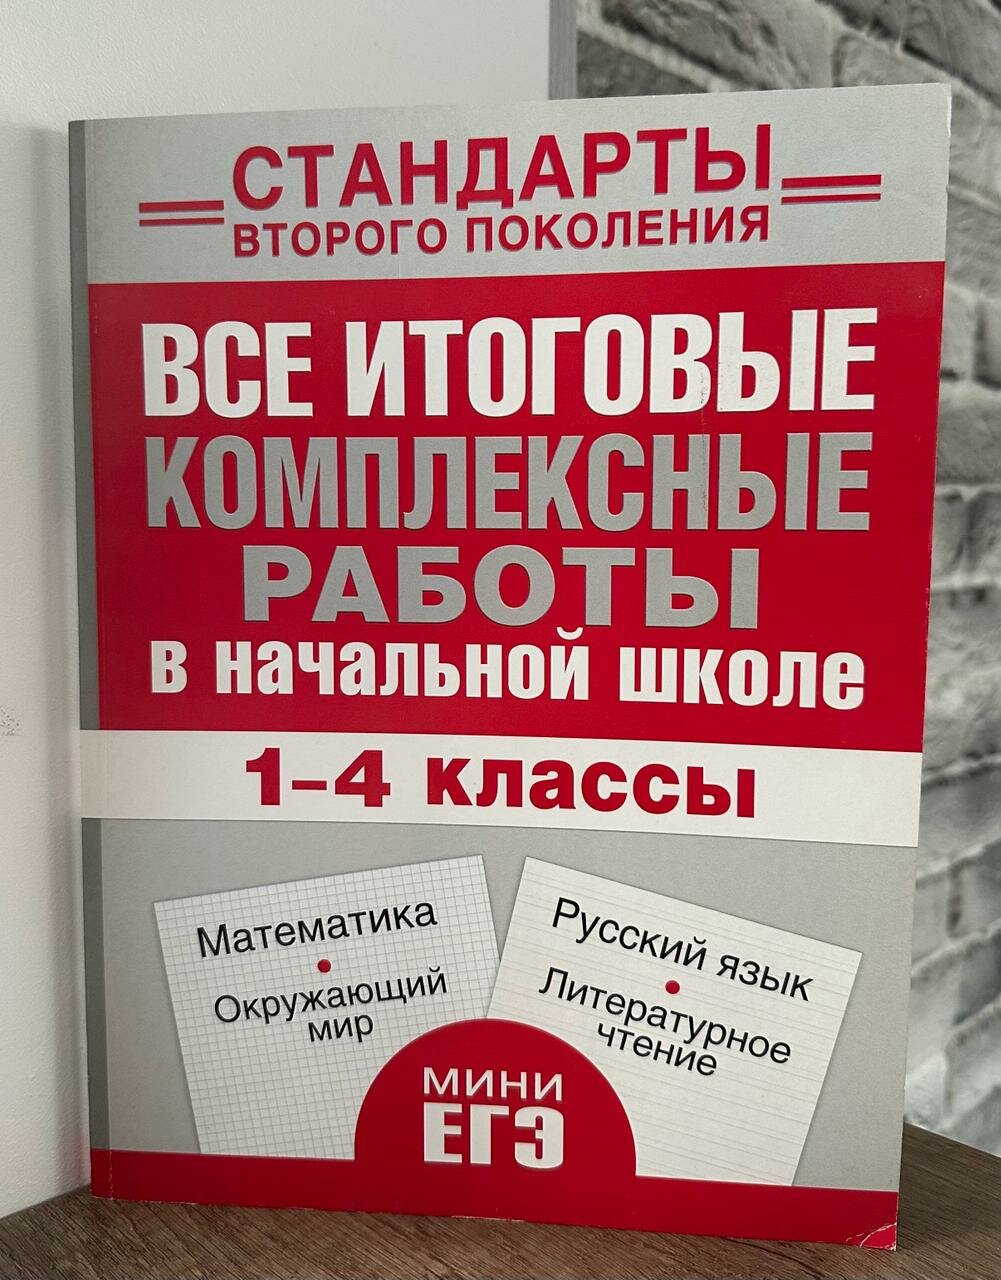 СТАНДАРТЫ
ВТОРОГО ПОКОЛЕНИЯ
ВСЕ ИТОГОВЫЕ
КОМПЛЕКСНЫЕ
РАБОТЫ
в начальной школе
1–4 классы
Математика
Окружающий
мир
Русский язык
Литературное
чтение
МИНИ
ЕГЭ